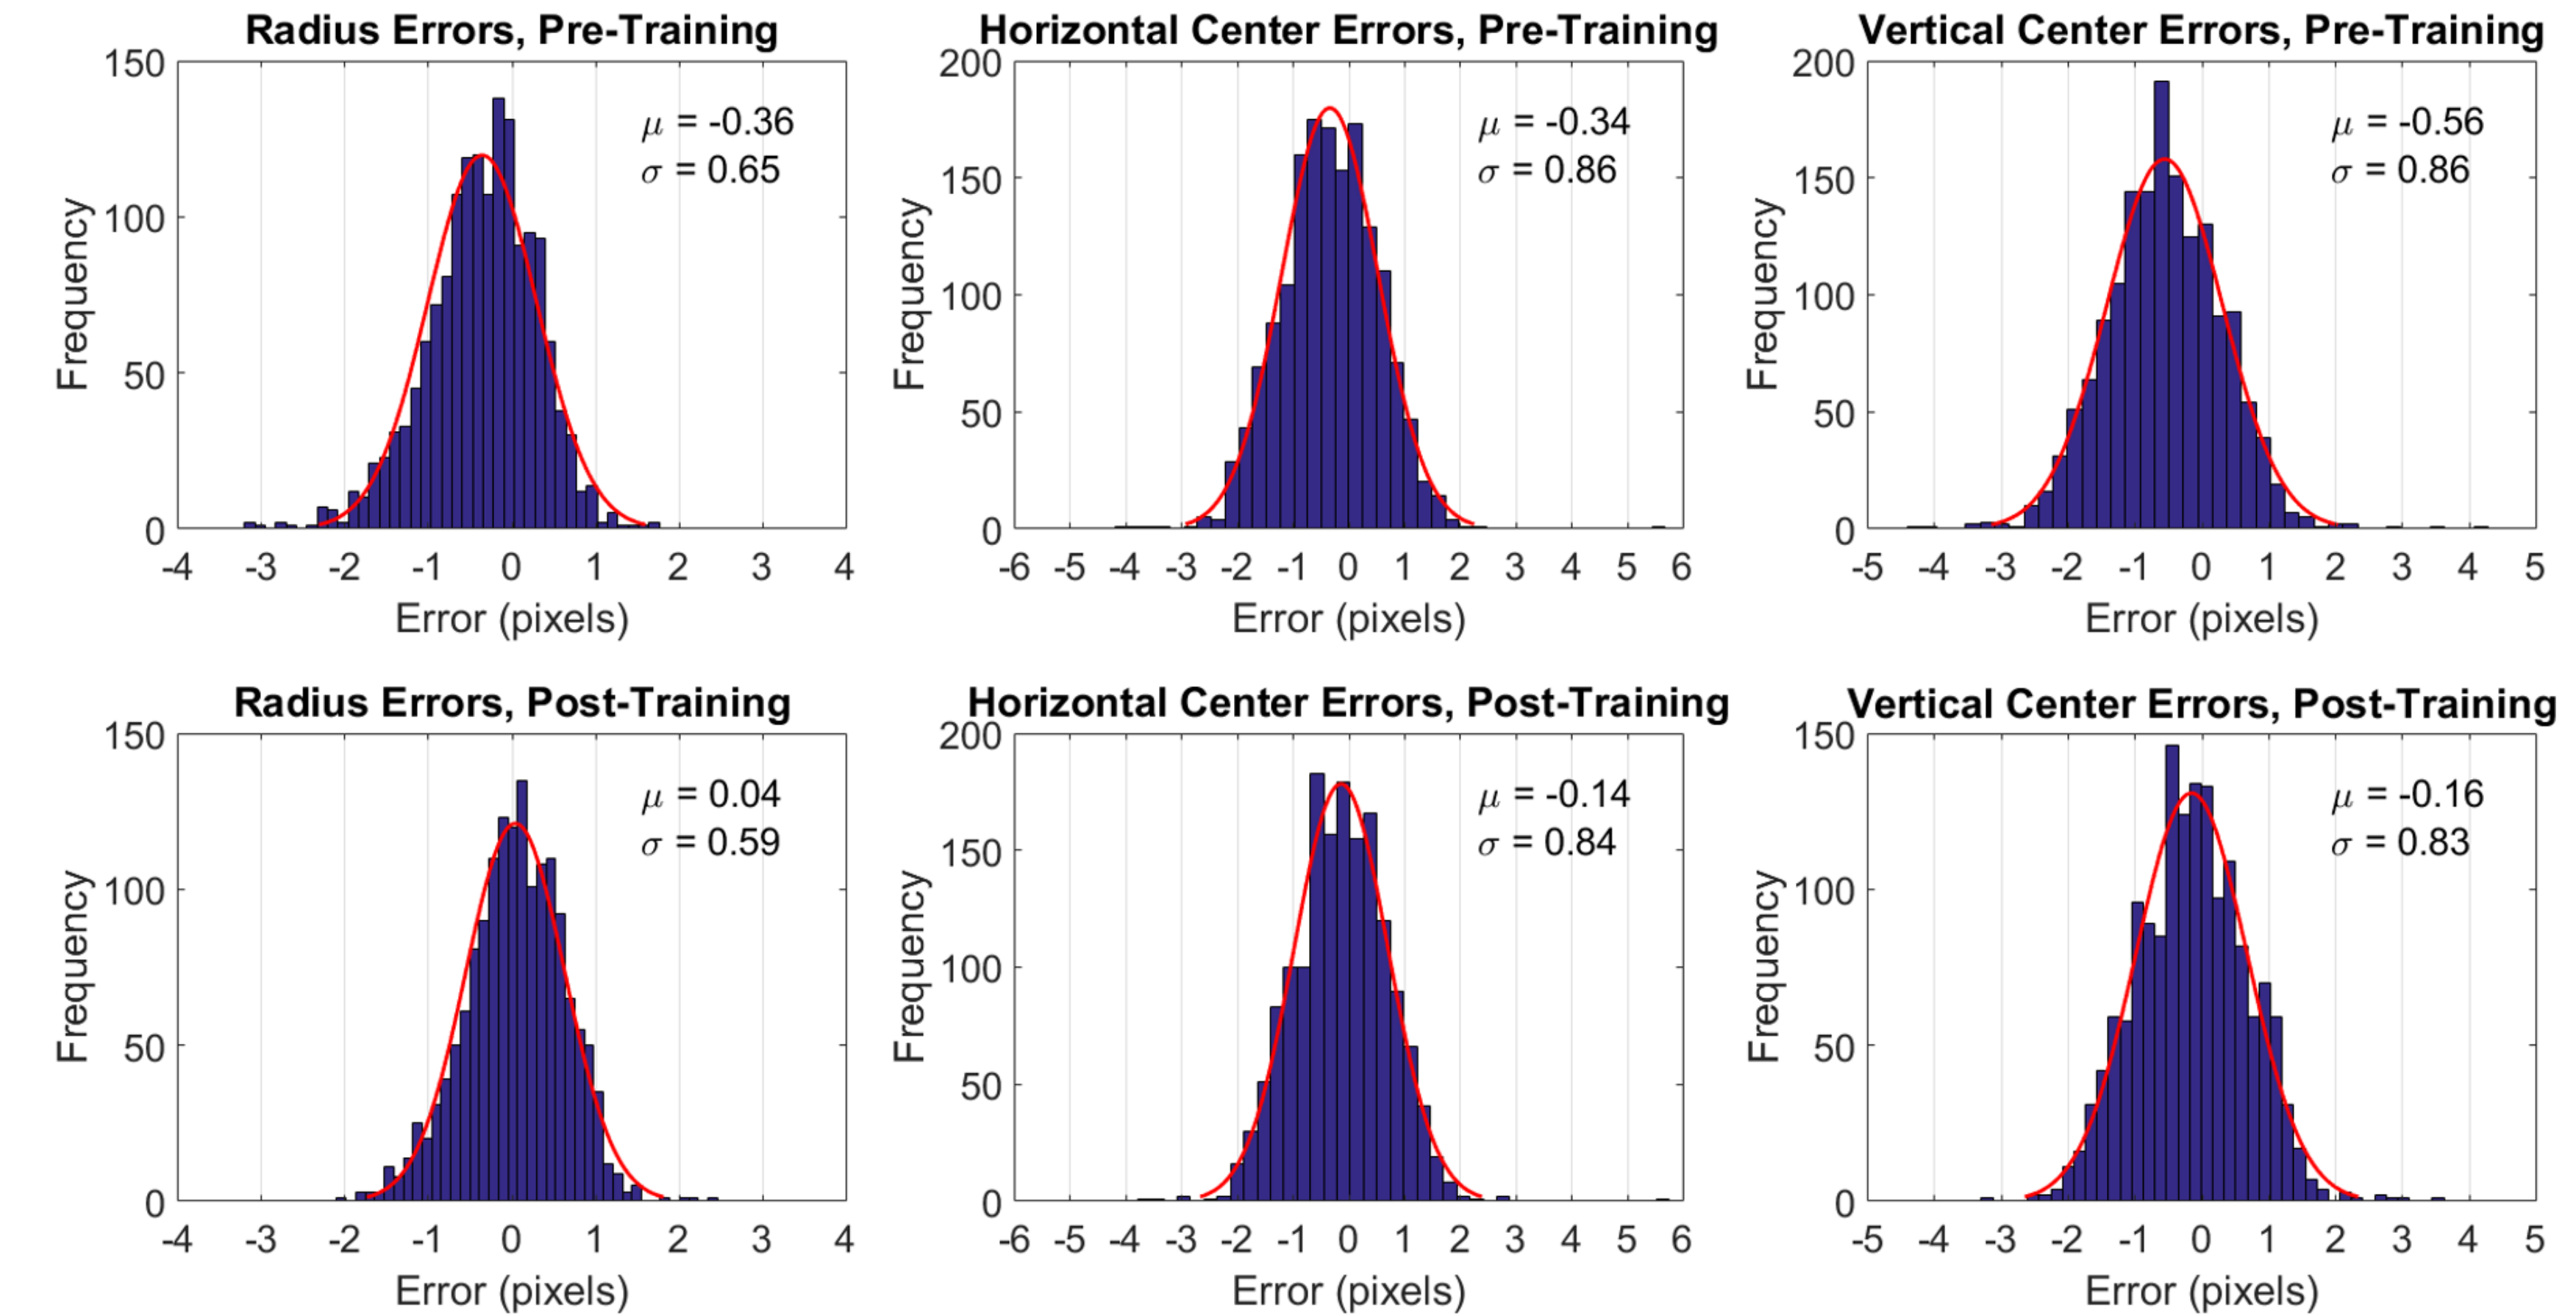 Radius Errors, Pre-Training
150
100
50
0
Frequency
μ = -0.36
σ = 0.65
-4 -3 -2 -1 0 1 2 3 4
Error (pixels)
Horizontal Center Errors, Pre-Training
200
150
100
50
0
Frequency
μ = -0.34
σ = 0.86
-6 -5 -4 -3 -2 -1 0 1 2 3 4 5 6
Error (pixels)
Vertical Center Errors, Pre-Training
200
150
100
50
0
Frequency
μ = -0.56
σ = 0.86
-5 -4 -3 -2 -1 0 1 2 3 4 5
Error (pixels)
Radius Errors, Post-Training
150
100
50
0
Frequency
μ = 0.04
σ = 0.59
-4 -3 -2 -1 0 1 2 3 4
Error (pixels)
Horizontal Center Errors, Post-Training
200
150
100
50
0
Frequency
μ = -0.14
σ = 0.84
-6 -5 -4 -3 -2 -1 0 1 2 3 4 5 6
Error (pixels)
Vertical Center Errors, Post-Training
150
100
50
0
Frequency
μ = -0.16
σ = 0.83
-5 -4 -3 -2 -1 0 1 2 3 4 5
Error (pixels)